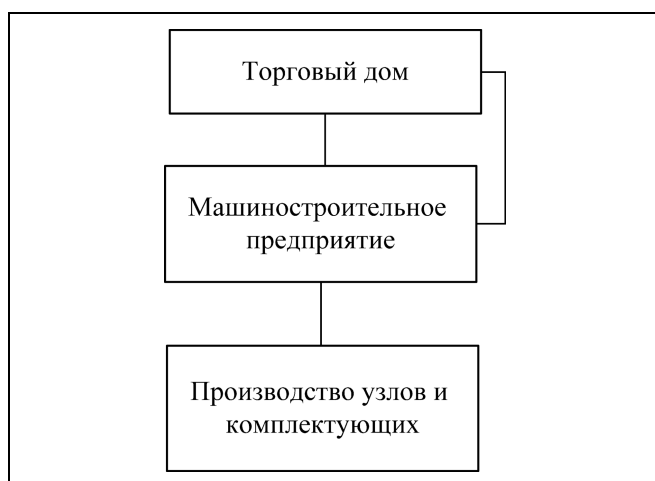 Торговый дом
Машиностроительное
предприятие
Производство узлов и
комплектующих